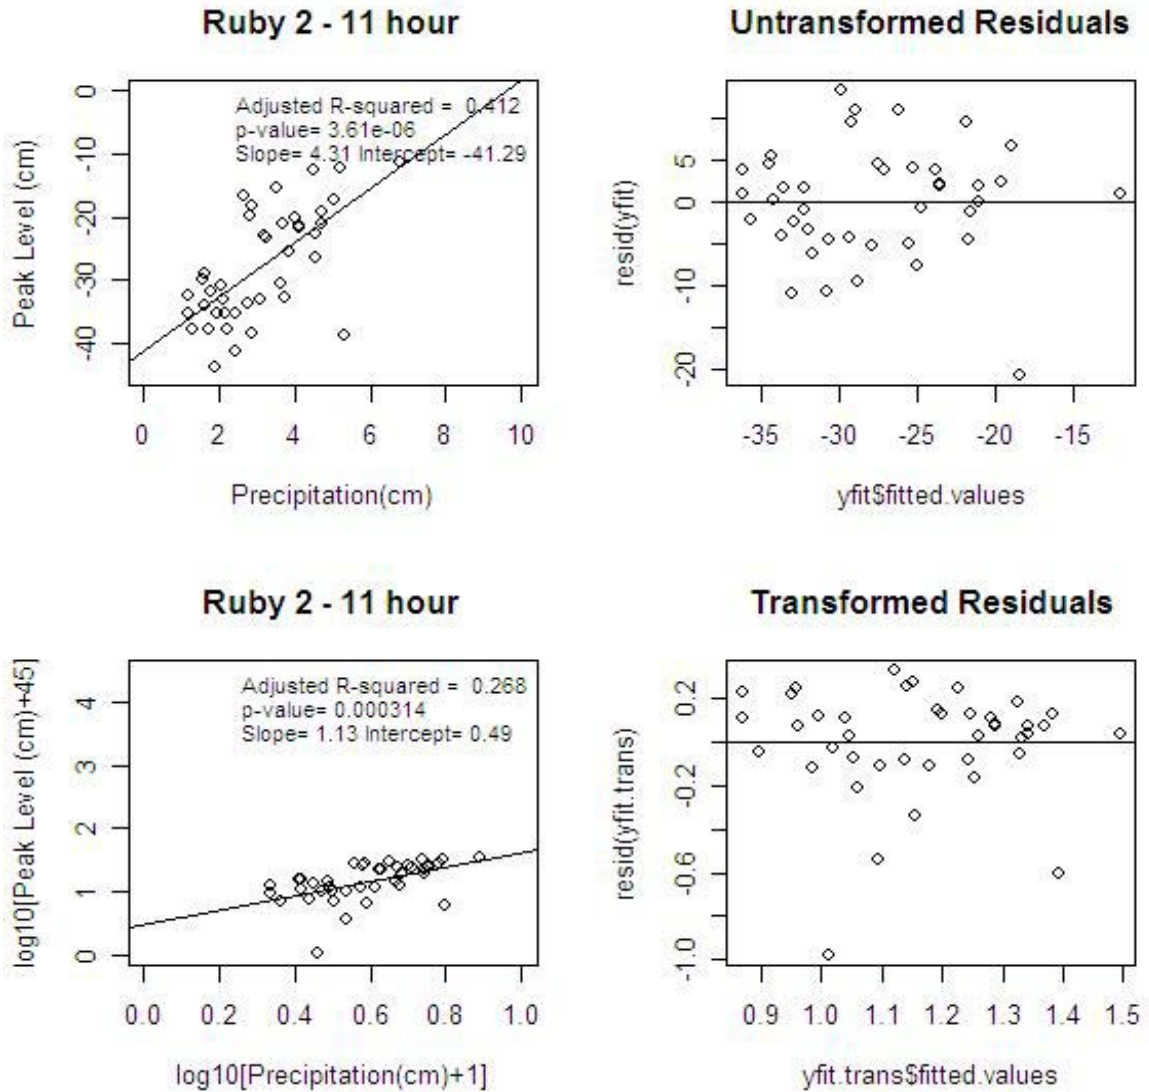 Ruby 2 - 11 hour
Adjusted R-squared = 0.412
p-value= 3.61e-06
Slope= 4.31 Intercept= -41.29
Peak Level (cm)
0
-10
-20
-30
-40
0 2 4 6 8 10
Precipitation(cm)
Untransformed Residuals
resid(yfit)
5
0
-10
-20
-35 -30 -25 -20 -15
yfit$fitted.values
Ruby 2 - 11 hour
Adjusted R-squared = 0.268
p-value= 0.000314
Slope= 1.13 Intercept= 0.49
log10[Peak Level (cm)+45]
4
3
2
1
0
0.0 0.2 0.4 0.6 0.8 1.0
log10[Precipitation(cm)+1]
Transformed Residuals
resid(yfit.trans)
0.2
-0.2
-0.6
-1.0
0.9 1.0 1.1 1.2 1.3 1.4 1.5
yfit.trans$fitted.values